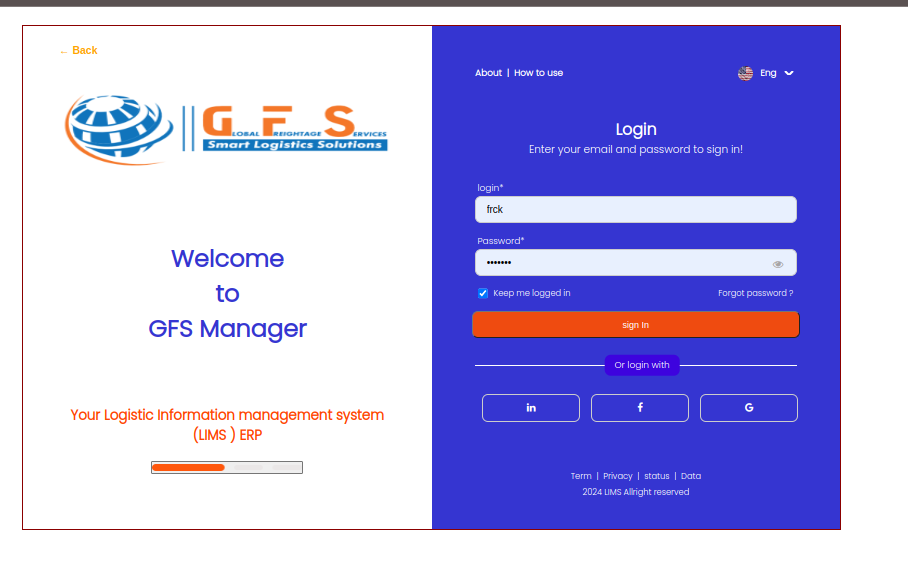 ← Back
GFS
GLOBAL FREIGHTAGE SERVICES
Smart Logistics Solutions
Welcome
to
GFS Manager
Your Logistic Information management system
(LIMS ) ERP
About | How to use
Eng
Login
Enter your email and password to sign in!
login*
frck
Password*
•••••••
Keep me logged in
Forgot password ?
sign In
Or login with
in
f
G
Term | Privacy | status | Data
2024 LIMS Allright reserved